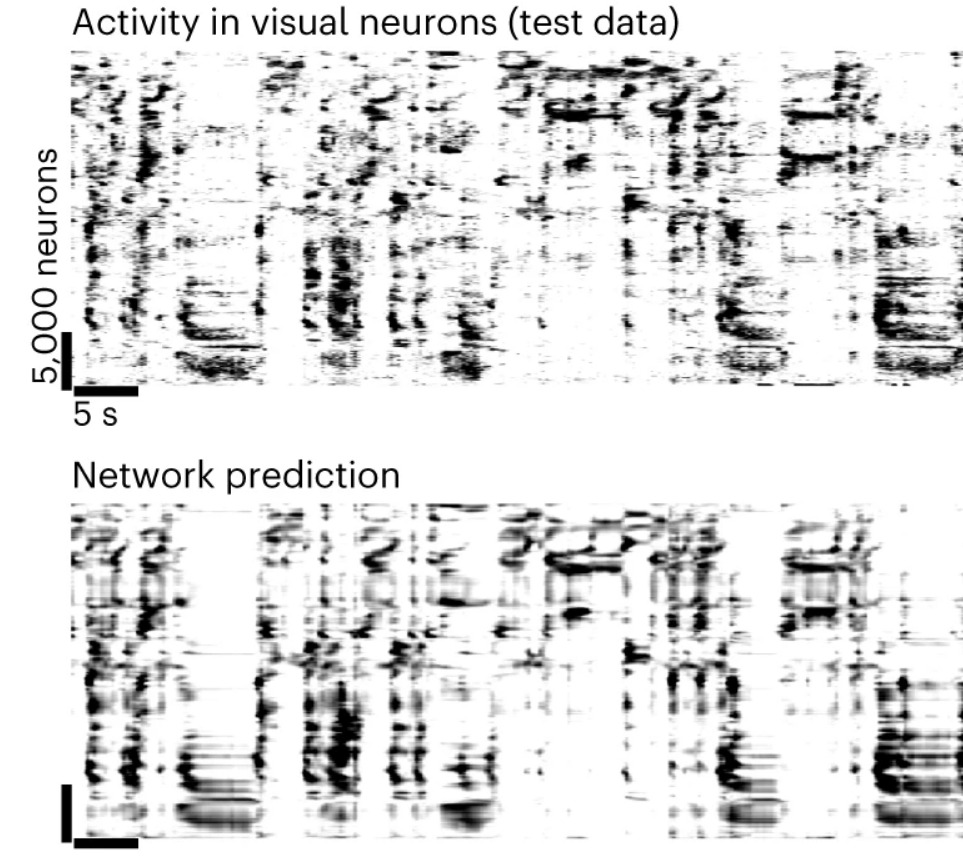 Activity in visual neurons (test data)
5,000 neurons
5 s
Network prediction